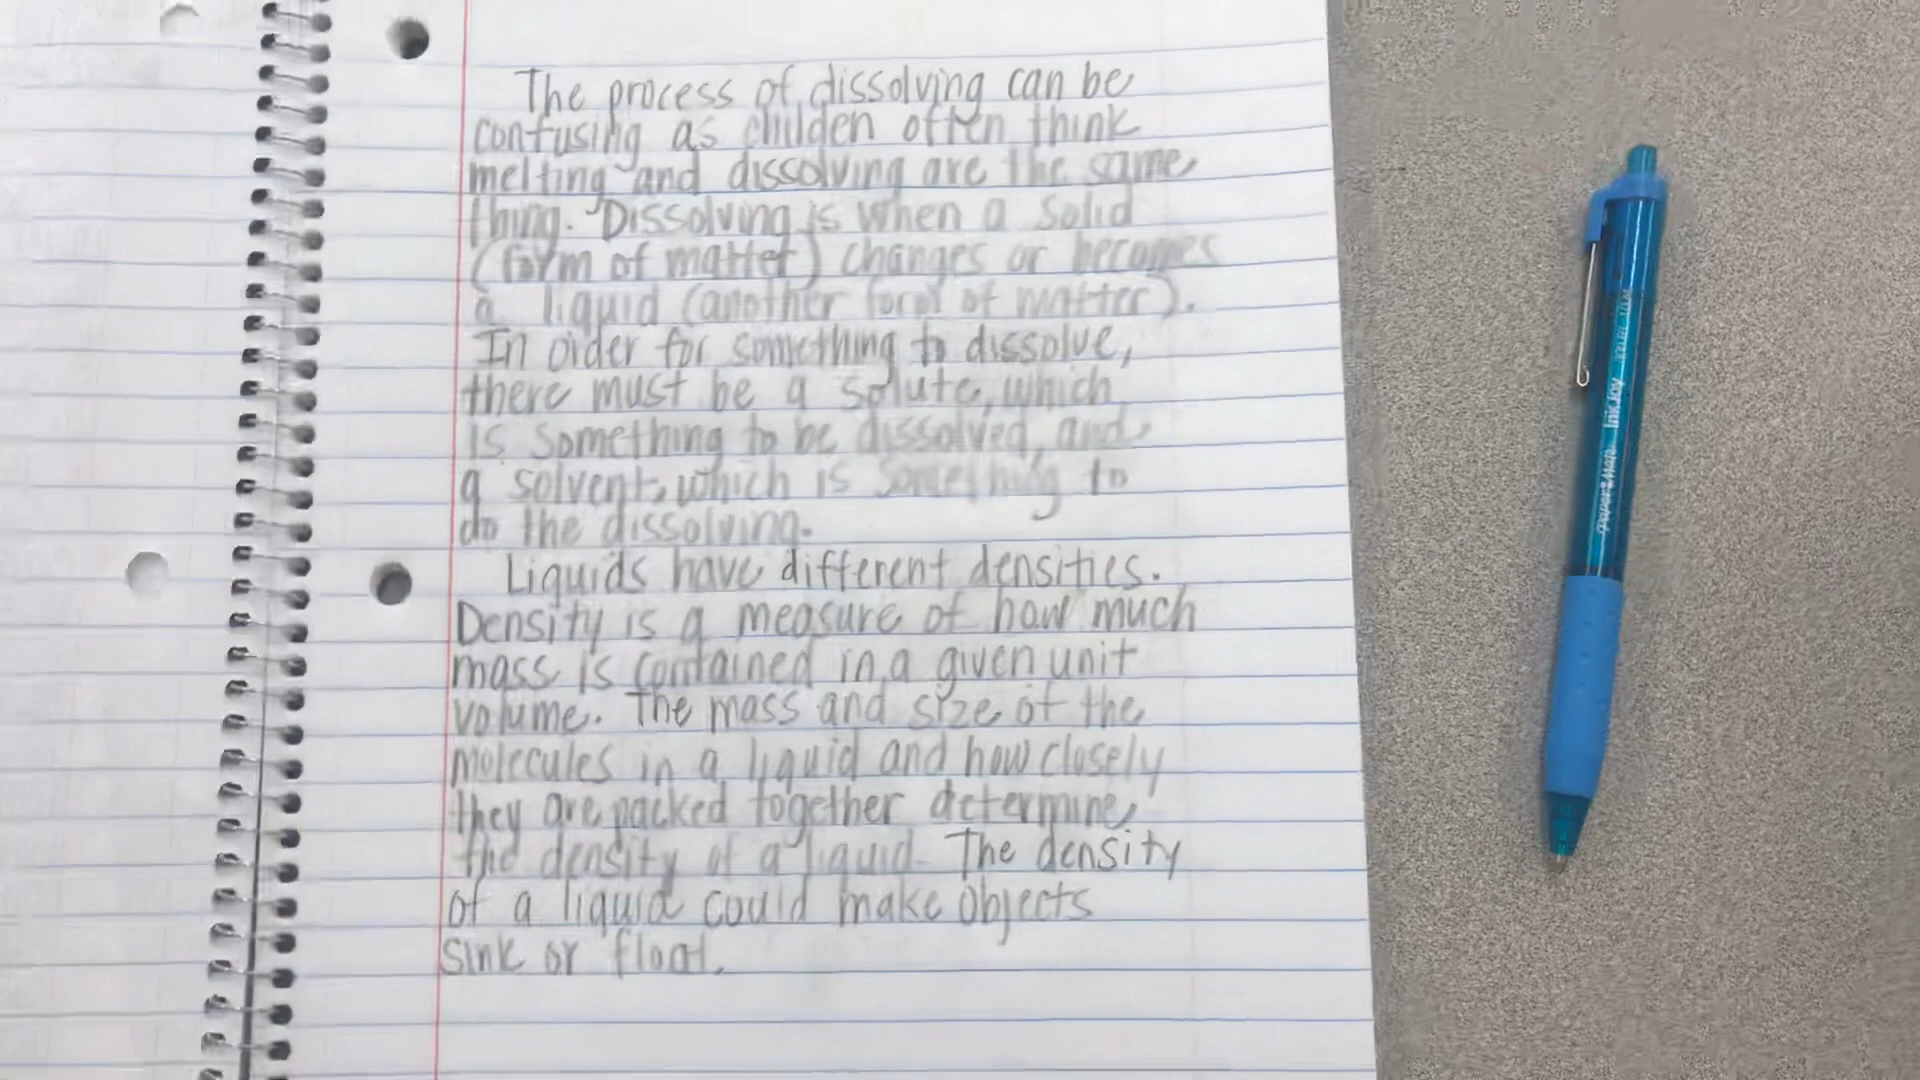 The process of dissolving can be
confusing as childen often think
melting and dissolving are the same
thing. Dissolving is when a solid
(form of matter) changes or becomes
a liquid (another form of matter).
In order for something to dissolve,
there must be a solute, which
is something to be dissolved, and
a solvent, which is something to
do the dissolving.
Liquids have different densities.
Density is a measure of how much
mass is contained in a given unit
volume. The mass and size of the
molecules in a liquid and how closely
they are packed together determine
the density of a liquid. The density
of a liquid could make objects
sink or float.
PaperMate InkJoy